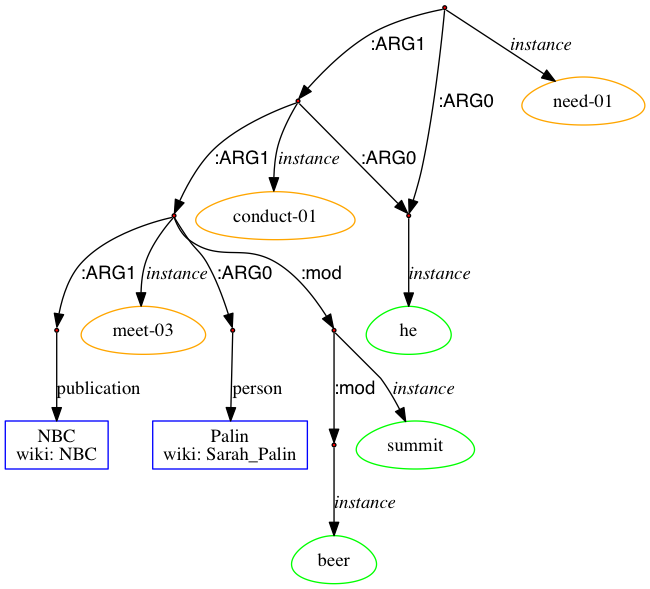 :ARG1
instance
:ARG0
need-01
:ARG1
instance
:ARG0
conduct-01
:ARG1
instance
:ARG0
:mod
instance
meet-03
he
publication
person
:mod
instance
NBC
wiki: NBC
Palin
wiki: Sarah_Palin
summit
instance
beer